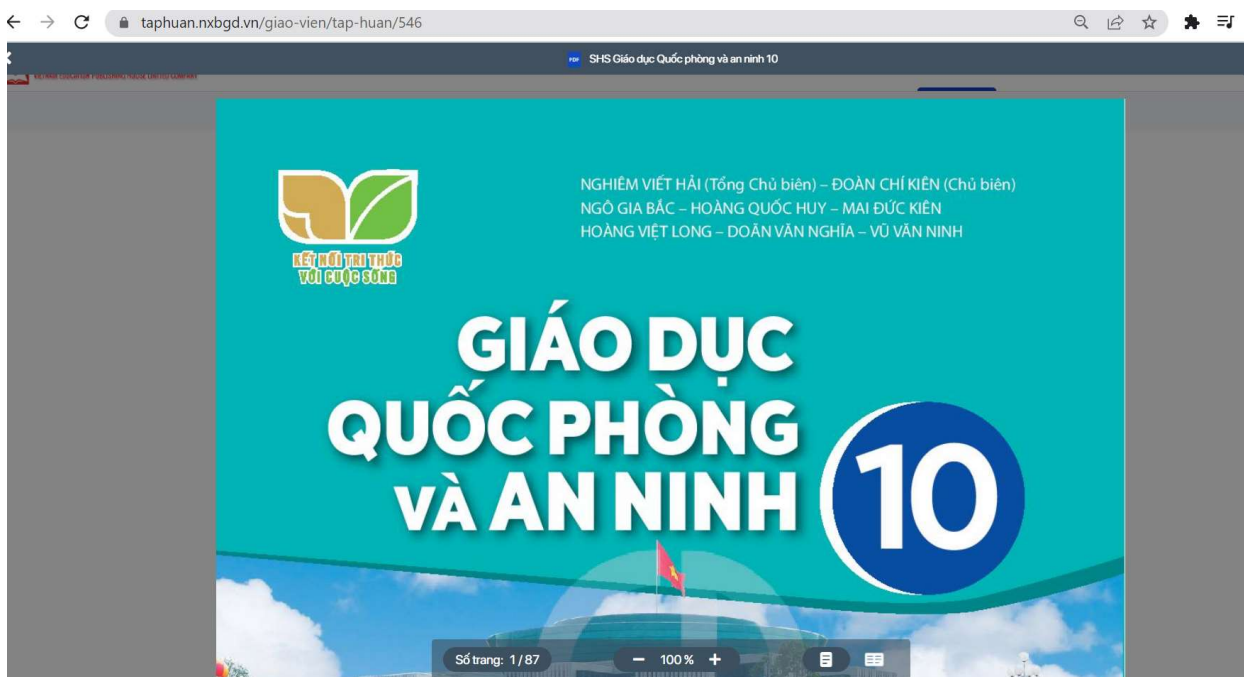 taphuan.nxbgd.vn/giao-vien/tap-huan/546
PDF SHS Giáo dục Quốc phòng và an ninh 10
NGHIÊM VIẾT HẢI (Tổng Chủ biên) – ĐOÀN CHÍ KIÊN (Chủ biên)
NGÔ GIA BẮC – HOÀNG QUỐC HUY – MAI ĐỨC KIÊN
HOÀNG VIỆT LONG – DOÃN VĂN NGHĨA – VŨ VĂN NINH
KẾT NỐI TRI THỨC
VỚI CUỘC SỐNG
GIÁO DỤC
QUỐC PHÒNG
VÀ AN NINH
10
Số trang: 1 / 87 − 100% +